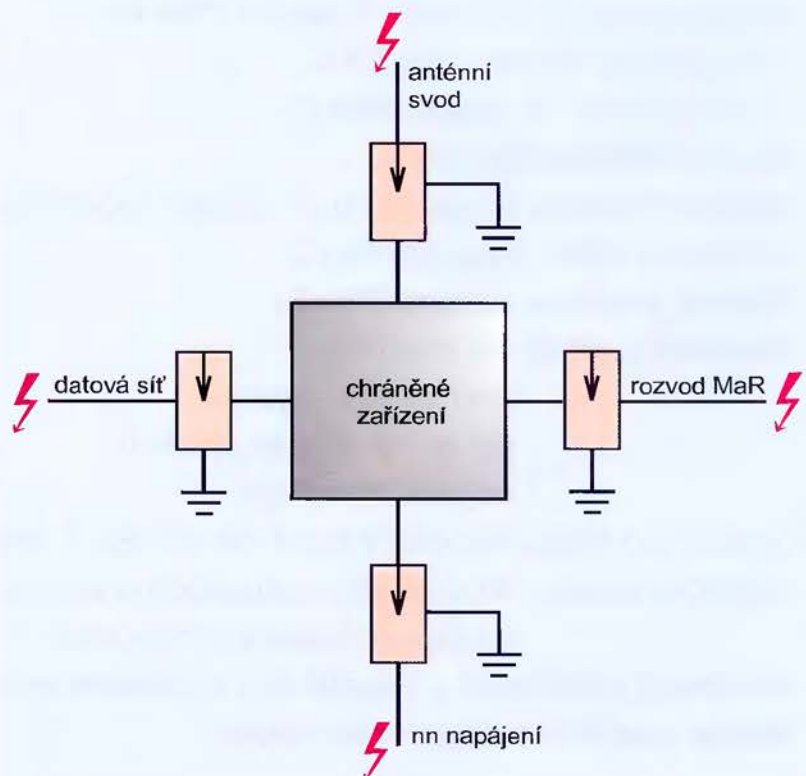 anténní
svod
datová síť
chráněné
zařízení
rozvod MaR
nn napájení